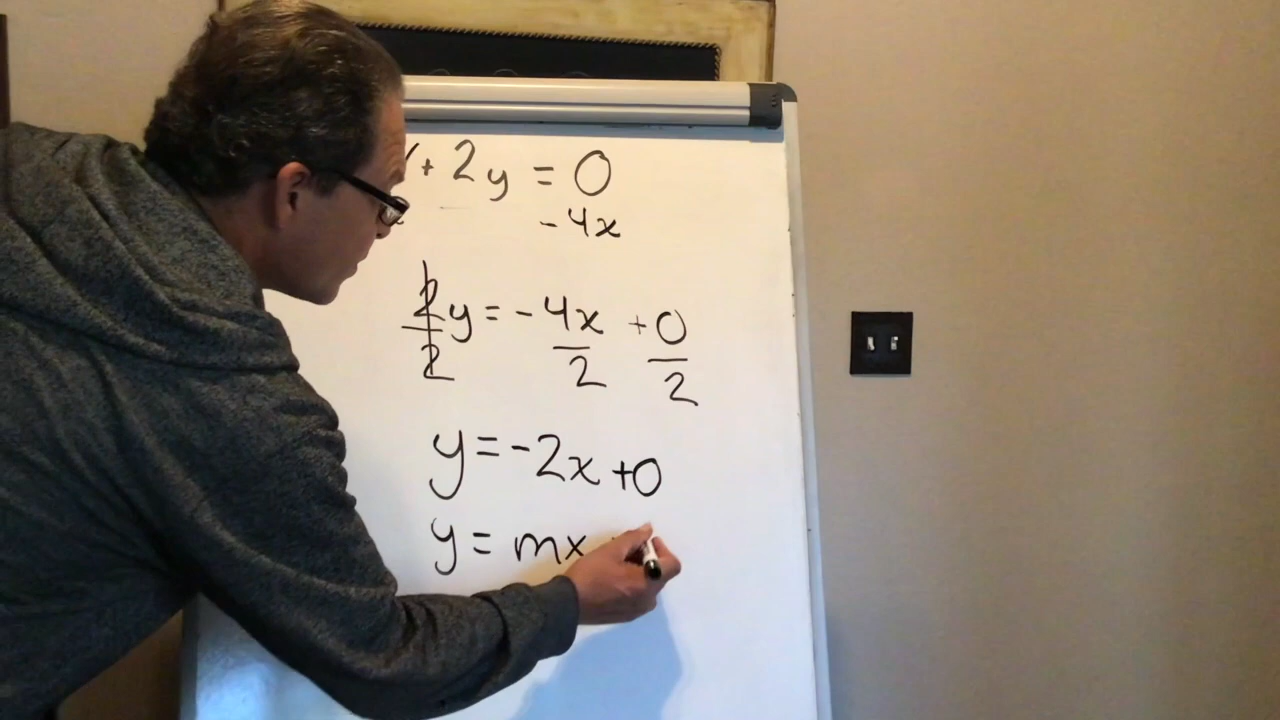 + 2y = 0
-4x
2y = -4x + 0
2 2 2
y = -2x + 0
y = mx